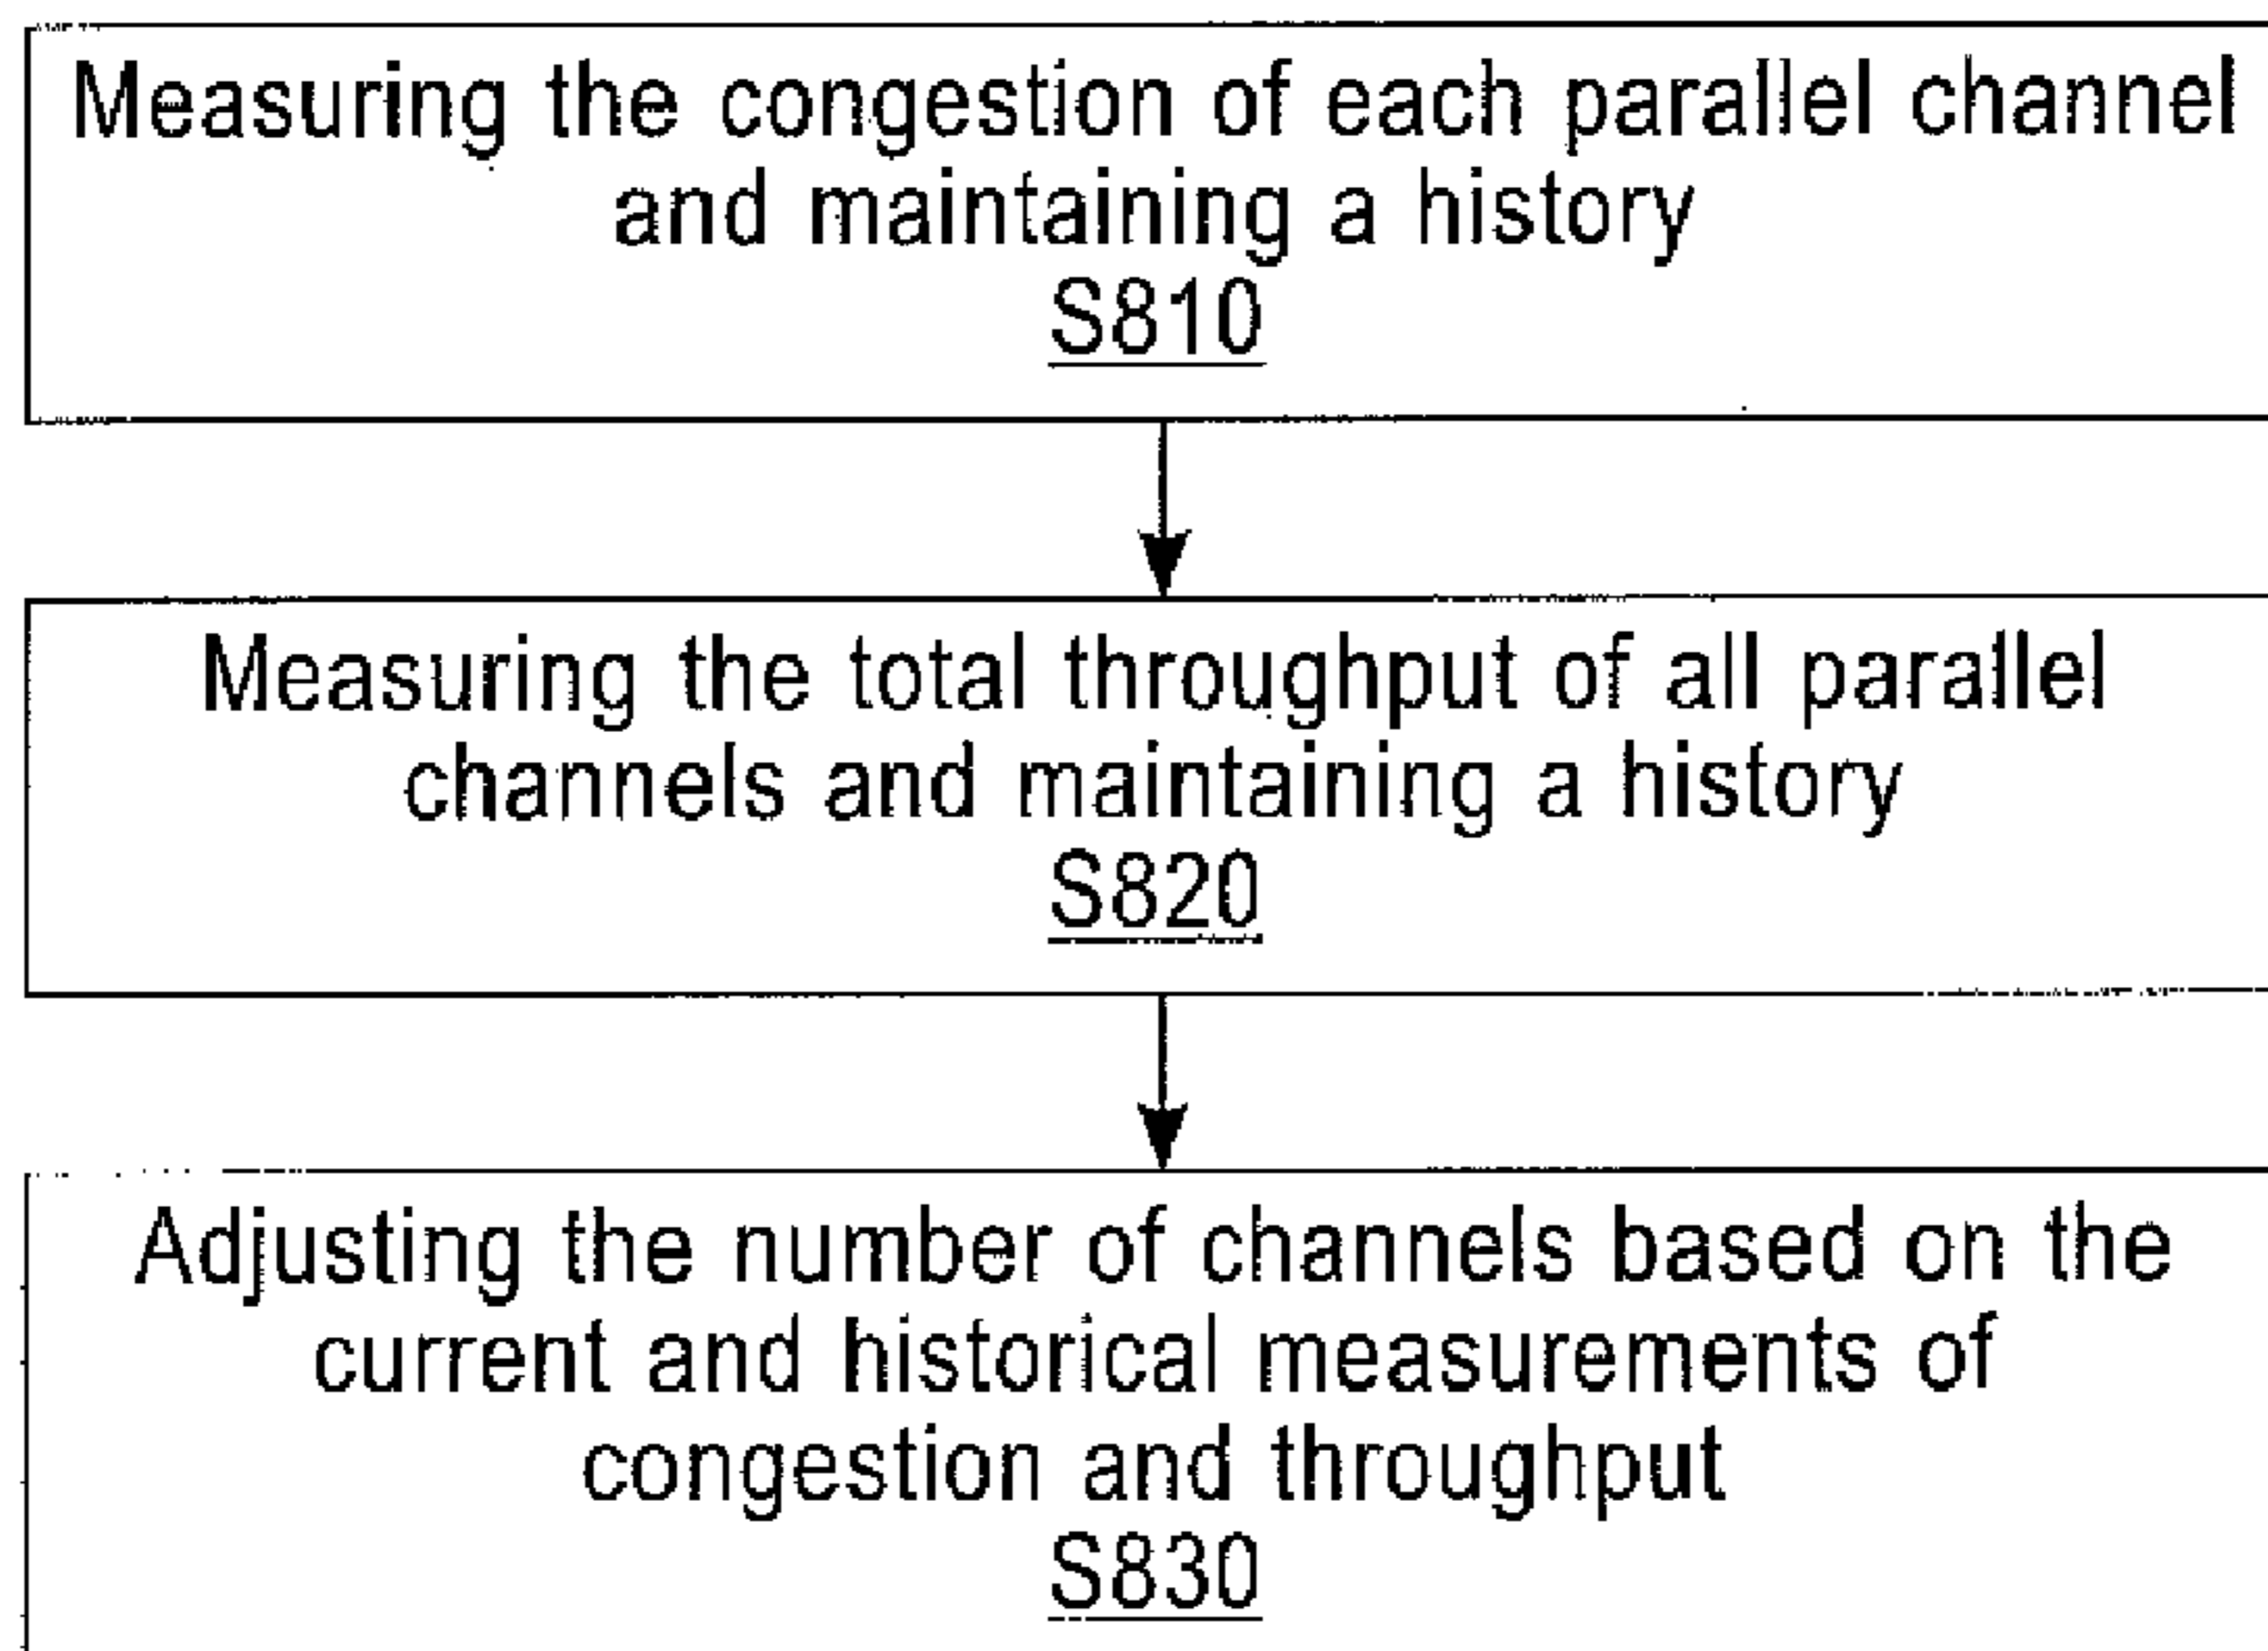 Measuring the congestion of each parallel channel
and maintaining a history
S810
Measuring the total throughput of all parallel
channels and maintaining a history
S820
Adjusting the number of channels based on the
current and historical measurements of
congestion and throughput
S830